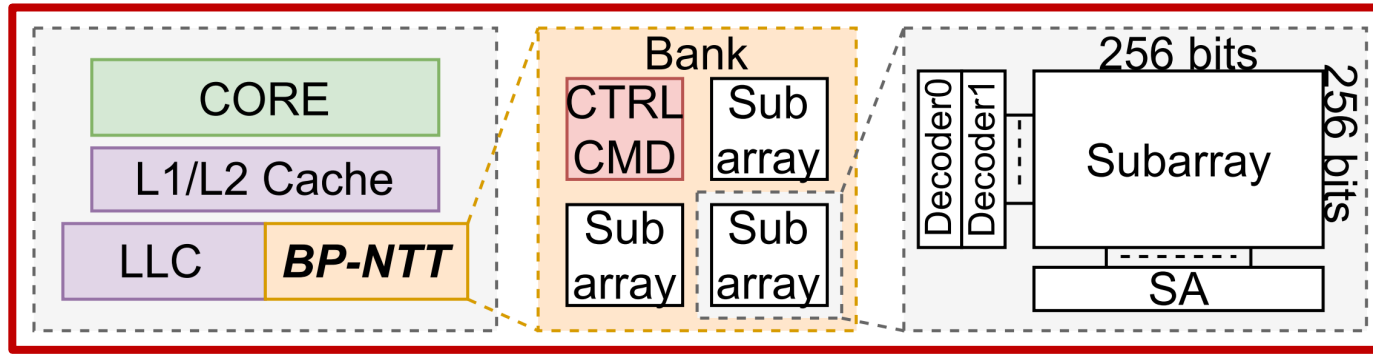 CORE
L1/L2 Cache
LLC
BP-NTT
Bank
CTRL
CMD
Sub
array
Sub
array
Sub
array
256 bits
256 bits
Decoder0
Decoder1
Subarray
SA